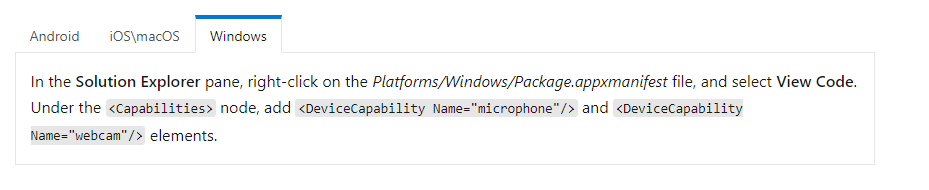 Android iOS\macOS Windows
In the Solution Explorer pane, right-click on the Platforms/Windows/Package.appxmanifest file, and select View Code.
Under the <Capabilities> node, add <DeviceCapability Name="microphone"/> and <DeviceCapability
Name="webcam"/> elements.